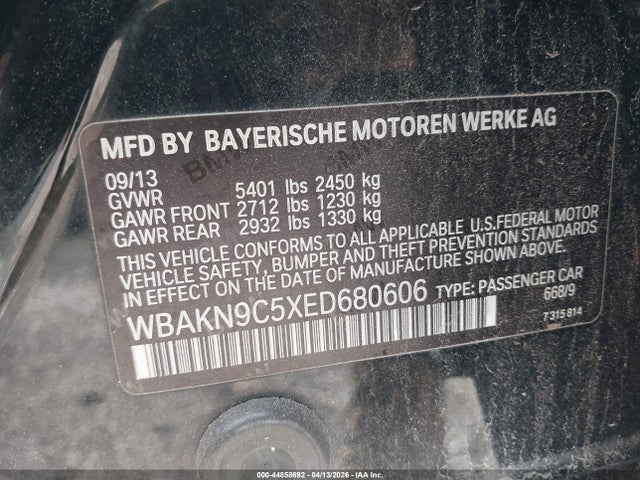 MFD BY BAYERISCHE MOTOREN WERKE AG
09/13
GVWR 5401 lbs 2450 kg
GAWR FRONT 2712 lbs 1230 kg
GAWR REAR 2932 lbs 1330 kg
THIS VEHICLE CONFORMS TO ALL APPLICABLE U.S.FEDERAL MOTOR
VEHICLE SAFETY, BUMPER AND THEFT PREVENTION STANDARDS
IN EFFECT ON THE DATE OF MANUFACTURE SHOWN ABOVE.
WBAKN9C5XED680606 TYPE: PASSENGER CAR
668/9
7 315 814
000-44858692 - 04/13/2026 - IAA Inc.